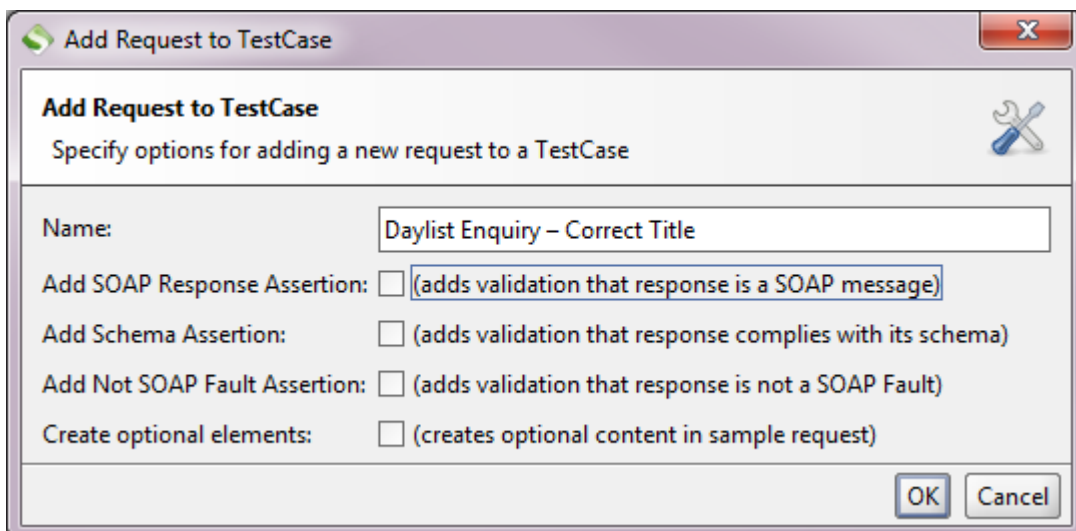 Add Request to TestCase
Add Request to TestCase
Specify options for adding a new request to a TestCase
Name: Daylist Enquiry – Correct Title
Add SOAP Response Assertion: (adds validation that response is a SOAP message)
Add Schema Assertion: (adds validation that response complies with its schema)
Add Not SOAP Fault Assertion: (adds validation that response is not a SOAP Fault)
Create optional elements: (creates optional content in sample request)
OK Cancel